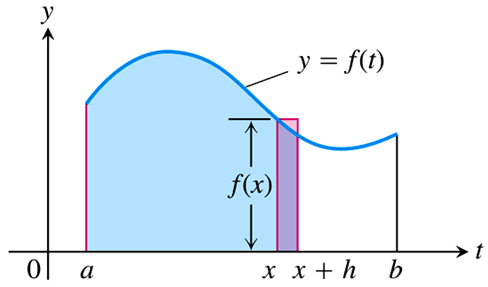 y
y = f(t)
f(x)
t
0 a x x + h b